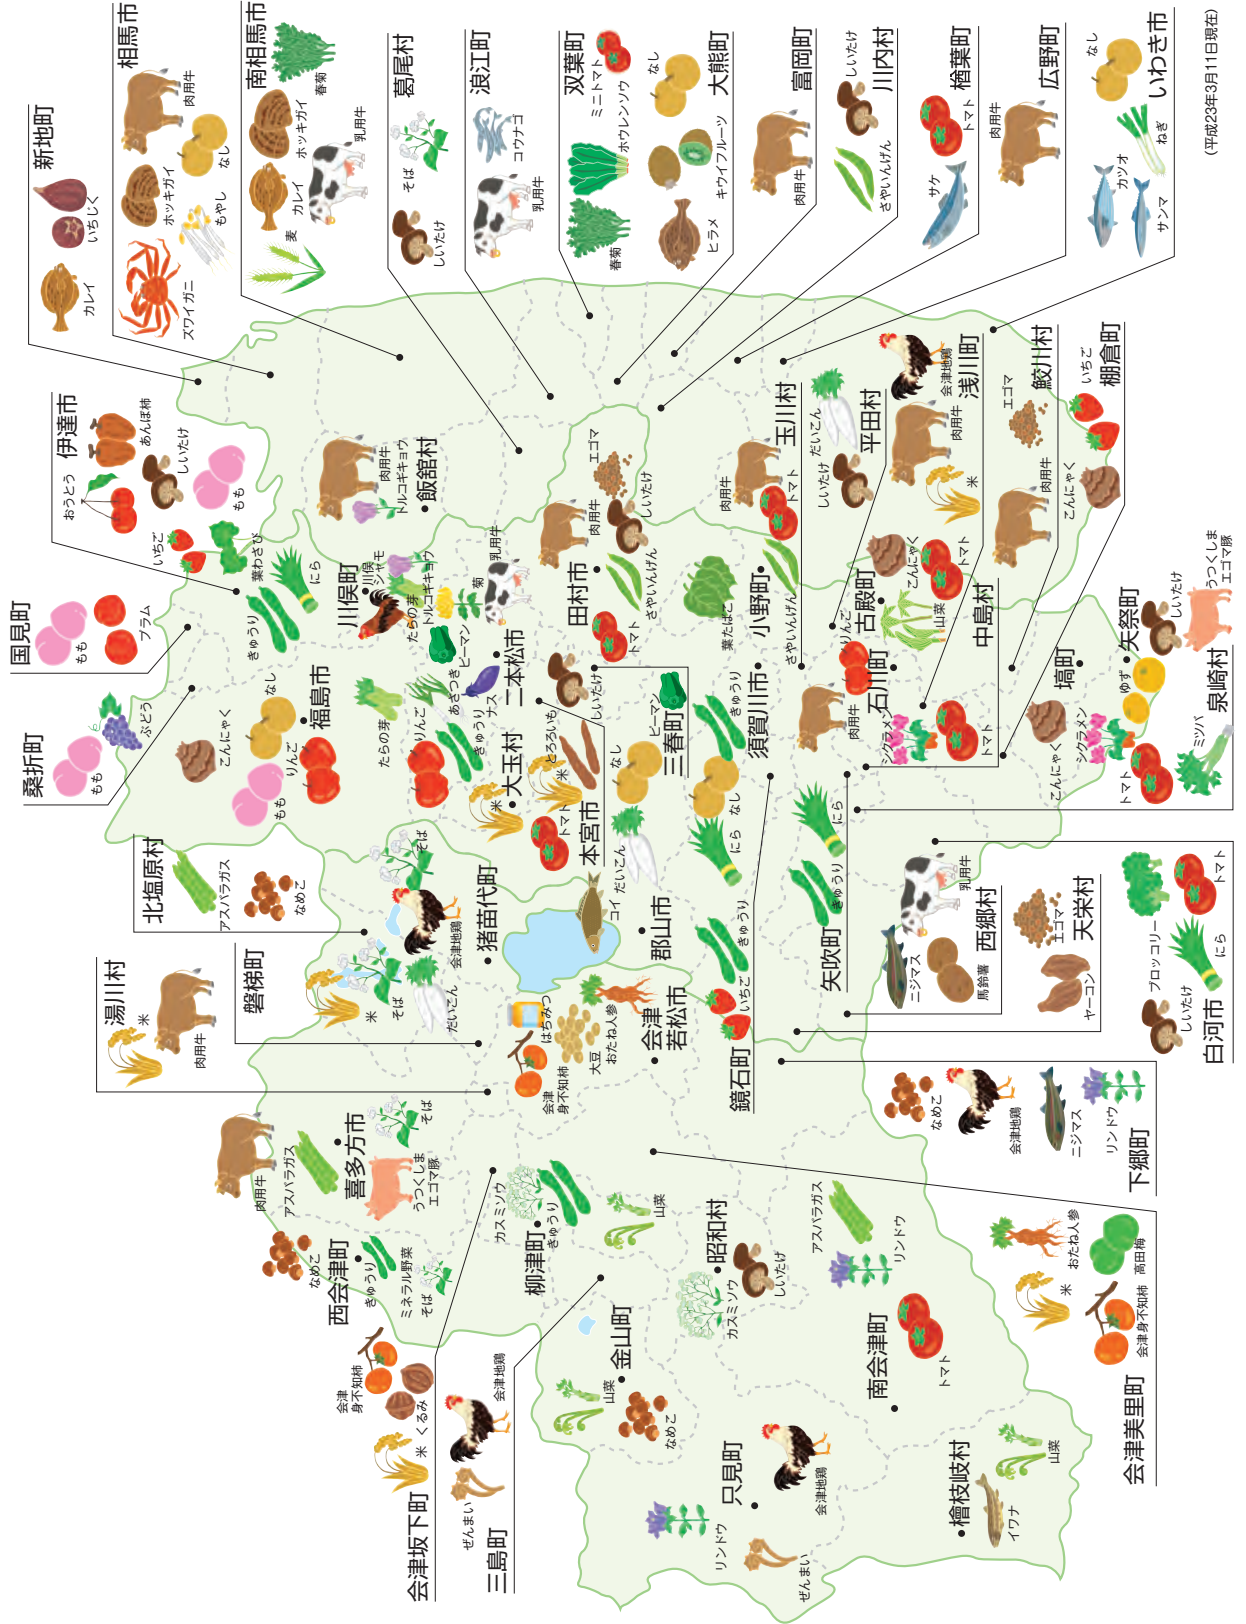 新地町
いちじく
カレイ
相馬市
肉用牛
なし
ホッキガイ
もやし
ズワイガニ
南相馬市
春菊
ホッキガイ
カレイ
乳用牛
麦
葛尾村
そば
しいたけ
浪江町
コウナゴ
乳用牛
双葉町
ミニトマト
ホウレンソウ
春菊
大熊町
なし
キウイフルーツ
ヒラメ
富岡町
肉用牛
川内村
しいたけ
さやいんげん
楢葉町
トマト
サケ
広野町
肉用牛
いわき市
なし
ねぎ
カツオ
サンマ
(平成23年3月11日現在)
国見町
もも
プラム
伊達市
あんぽ柿
おうとう
しいたけ
もも
いちご
葉わさび
にら
きゅうり
飯舘村
肉用牛
トルコギキョウ
川俣町
川俣
シャモ
トルコギキョウ
たらの芽
二本松市
菊
乳用牛
ピーマン
ナス
あさつき
きゅうり
りんご
たらの芽
田村市
肉用牛
エゴマ
しいたけ
さやいんげん
トマト
小野町
葉たばこ
さやいんげん
玉川村
肉用牛
トマト
平田村
だいこん
しいたけ
浅川町
会津地鶏
肉用牛
米
鮫川村
エゴマ
肉用牛
棚倉町
いちご
こんにゃく
古殿町
こんにゃく
トマト
山菜
中島村
シクラメン
トマト
石川町
りんご
肉用牛
矢祭町
しいたけ
うつくしま
エゴマ豚
ゆず
塙町
こんにゃく
シクラメン
トマト
泉崎村
ミツバ
桑折町
もも
ぶどう
福島市
なし
こんにゃく
りんご
もも
大玉村
米
本宮市
とろろいも
米
トマト
三春町
しいたけ
ピーマン
なし
須賀川市
きゅうり
なし
にら
郡山市
だいこん
コイ
鏡石町
いちご
きゅうり
矢吹町
にら
きゅうり
西郷村
乳用牛
ニジマス
馬鈴薯
天栄村
エゴマ
ヤーコン
白河市
ブロッコリー
トマト
にら
しいたけ
北塩原村
アスパラガス
なめこ
猪苗代町
そば
会津地鶏
だいこん
磐梯町
米
そば
湯川村
米
肉用牛
会津
若松市
はちみつ
おたね人参
大豆
会津
身不知柿
喜多方市
肉用牛
アスパラガス
そば
うつくしま
エゴマ豚
西会津町
なめこ
きゅうり
ミネラル野菜
そば
会津坂下町
会津
身不知柿
くるみ
米
柳津町
カスミソウ
きゅうり
三島町
会津地鶏
ぜんまい
山菜
金山町
山菜
なめこ
昭和村
カスミソウ
しいたけ
下郷町
なめこ
会津地鶏
ニジマス
リンドウ
会津美里町
おたね人参
高田梅
米
会津身不知柿
南会津町
アスパラガス
リンドウ
トマト
只見町
会津地鶏
リンドウ
ぜんまい
檜枝岐村
山菜
イワナ